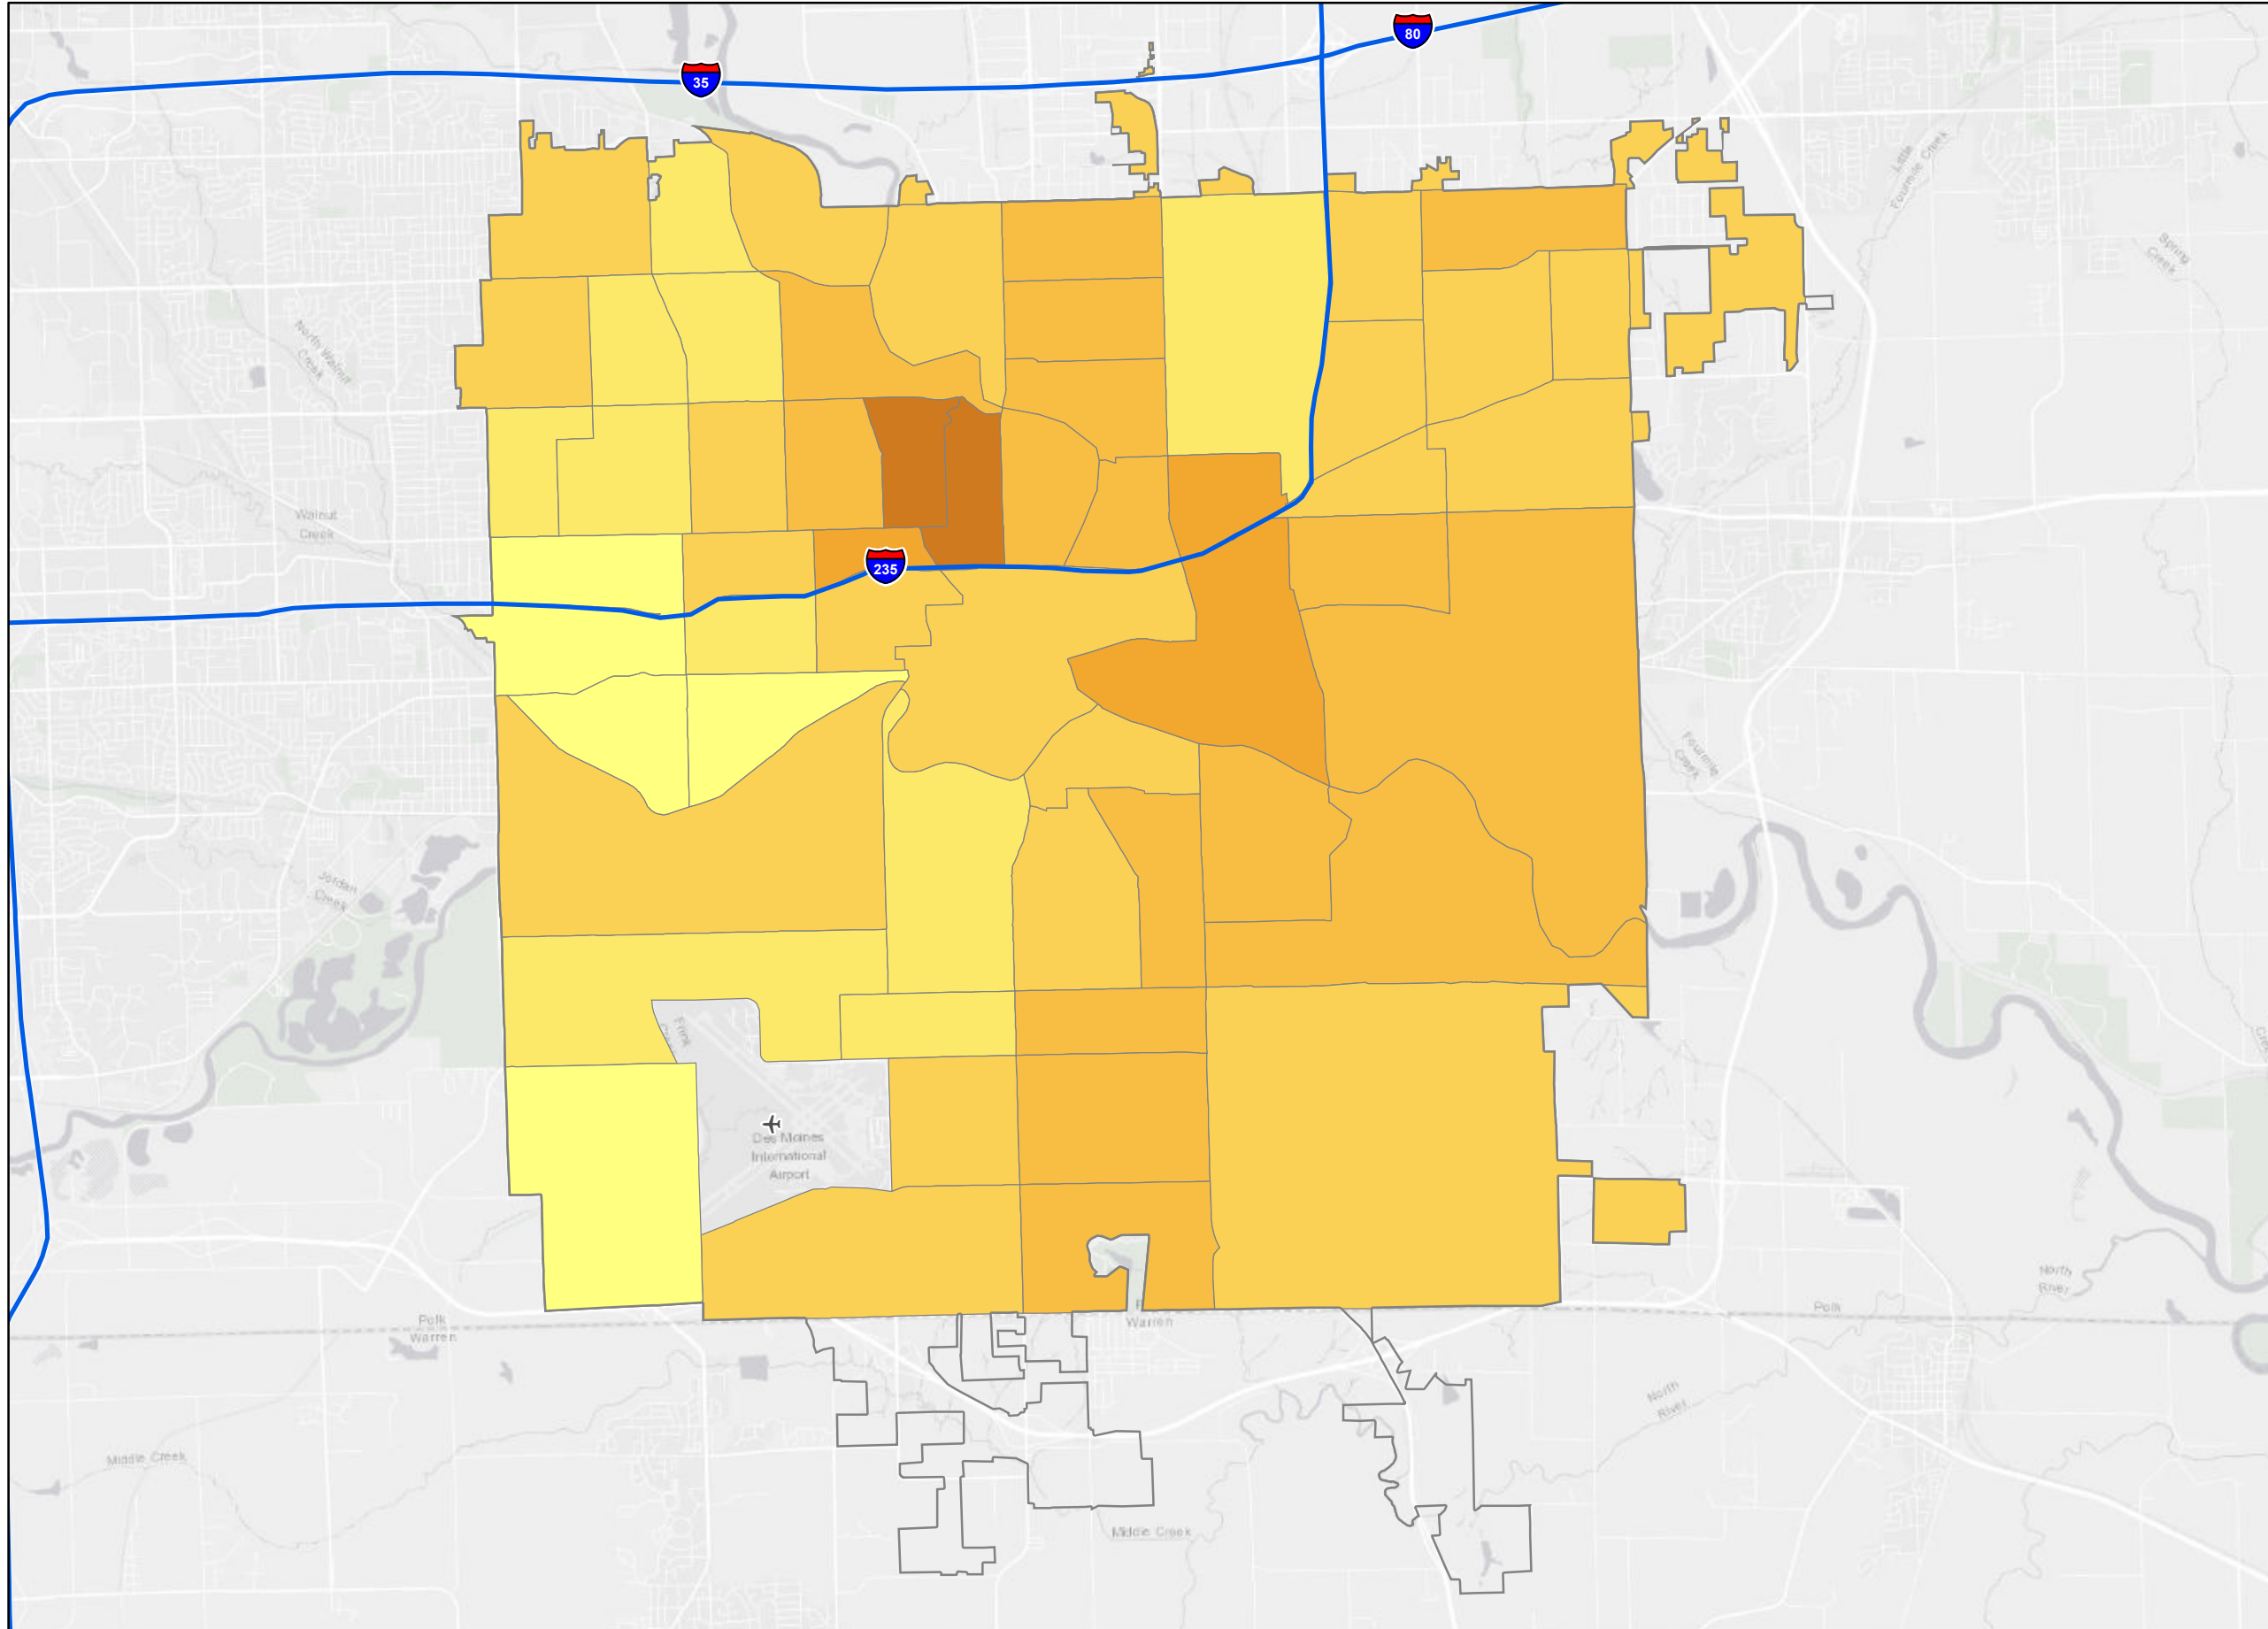 80
35
Little
Fourmile Creek
Spring
Creek
North Walnut
Creek
Walnut
Creek
235
Fourmile
Creek
Jordan
Creek
Frink
Des Moines
International
Airport
North
River
Polk
Warren
Warren
Polk
North
River
Middle Creek
Middle Creek